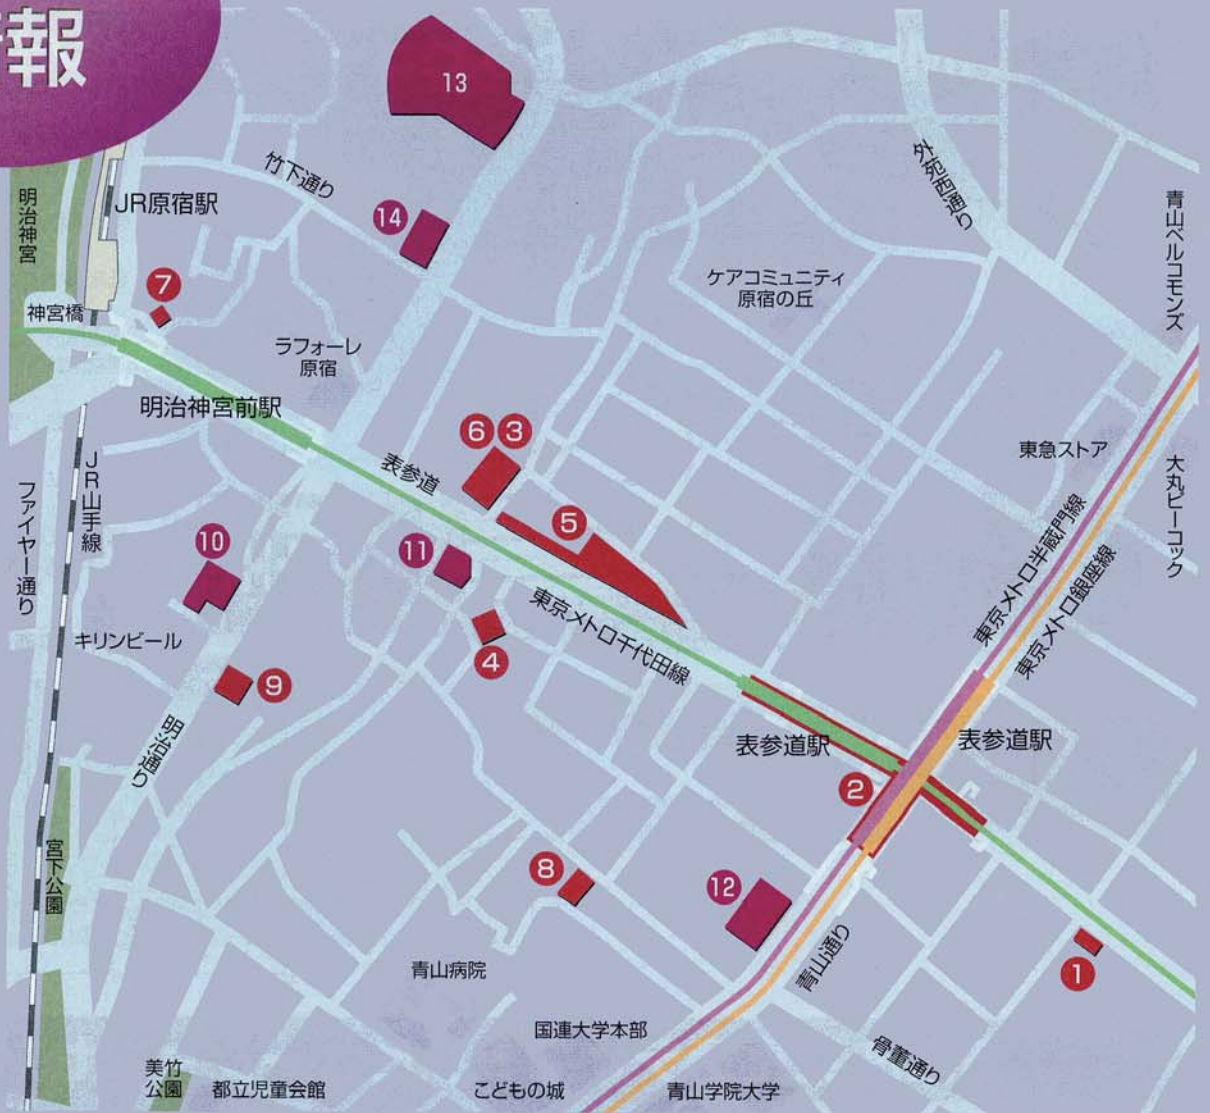 報
13
竹下通り
外苑西通り
明治神宮
JR原宿駅
青山ベルコモンズ
14
7
ケアコミュニティ
原宿の丘
神宮橋
ラフォーレ
原宿
明治神宮前駅
6
3
表参道
東急ストア
JR山手線
ファイヤー通り
大丸ピーコック
5
10
11
東京メトロ半蔵門線
東京メトロ銀座線
東京メトロ千代田線
キリンビール
4
9
明治通り
表参道駅
表参道駅
2
宮下公園
8
12
青山通り
1
青山病院
国連大学本部
骨董通り
美竹
公園
都立児童会館
こどもの城
青山学院大学